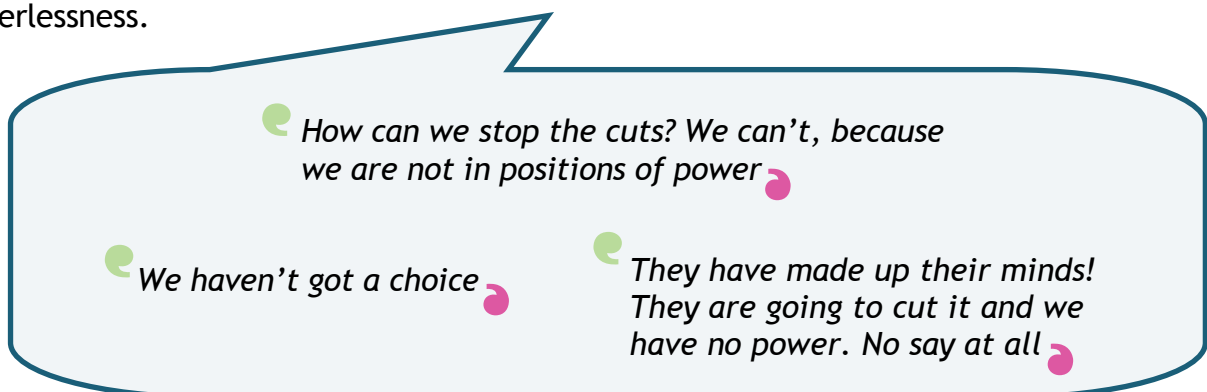 erlessness.
How can we stop the cuts? We can’t, because
we are not in positions of power
We haven’t got a choice
They have made up their minds!
They are going to cut it and we
have no power. No say at all